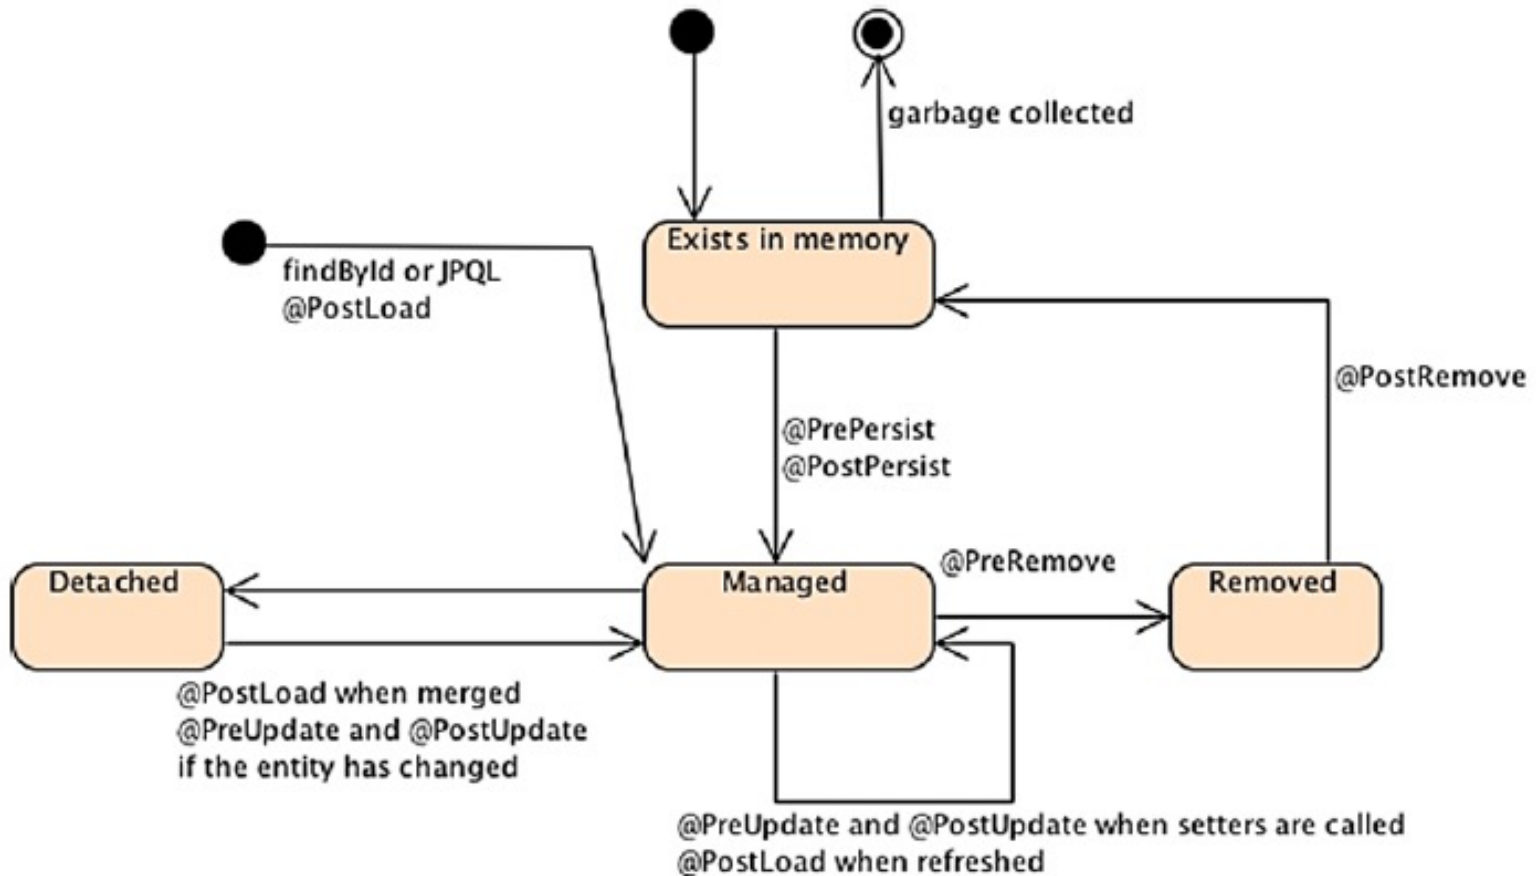 garbage collected
Exists in memory
findById or JPQL
@PostLoad
@PostRemove
@PrePersist
@PostPersist
@PreRemove
Detached
Managed
Removed
@PostLoad when merged
@PreUpdate and @PostUpdate
if the entity has changed
@PreUpdate and @PostUpdate when setters are called
@PostLoad when refreshed